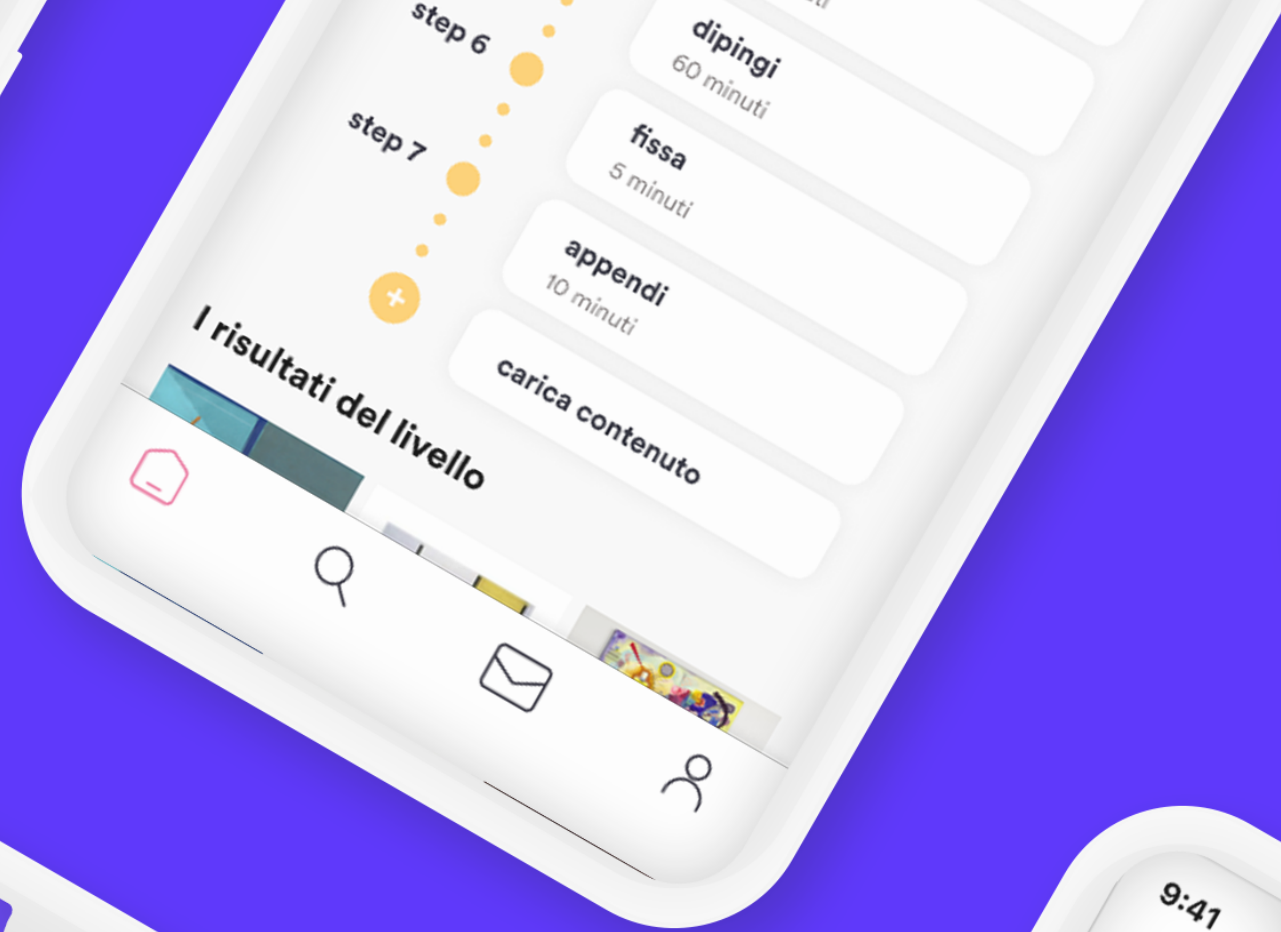 step 6
dipingi
60 minuti
step 7
fissa
5 minuti
appendi
10 minuti
carica contenuto
I risultati del livello
9:41